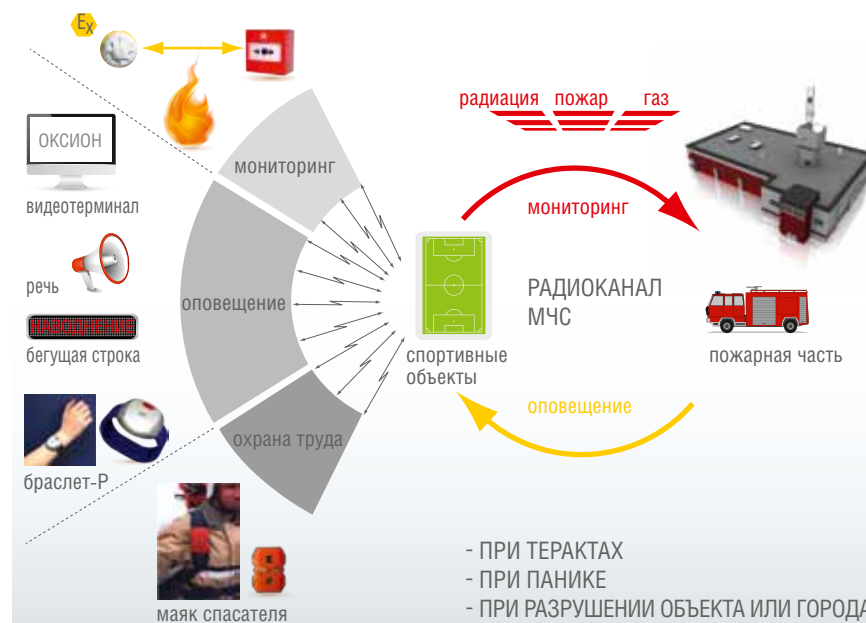 Ex
ОКСИОН
видеотерминал
речь
НАВОДНЕНИЕ
бегущая строка
браслет-Р
маяк спасателя
мониторинг
оповещение
охрана труда
спортивные
объекты
радиация пожар газ
мониторинг
РАДИОКАНАЛ
МЧС
пожарная часть
оповещение
- ПРИ ТЕРАКТАХ
- ПРИ ПАНИКЕ
- ПРИ РАЗРУШЕНИИ ОБЪЕКТА ИЛИ ГОРОДА